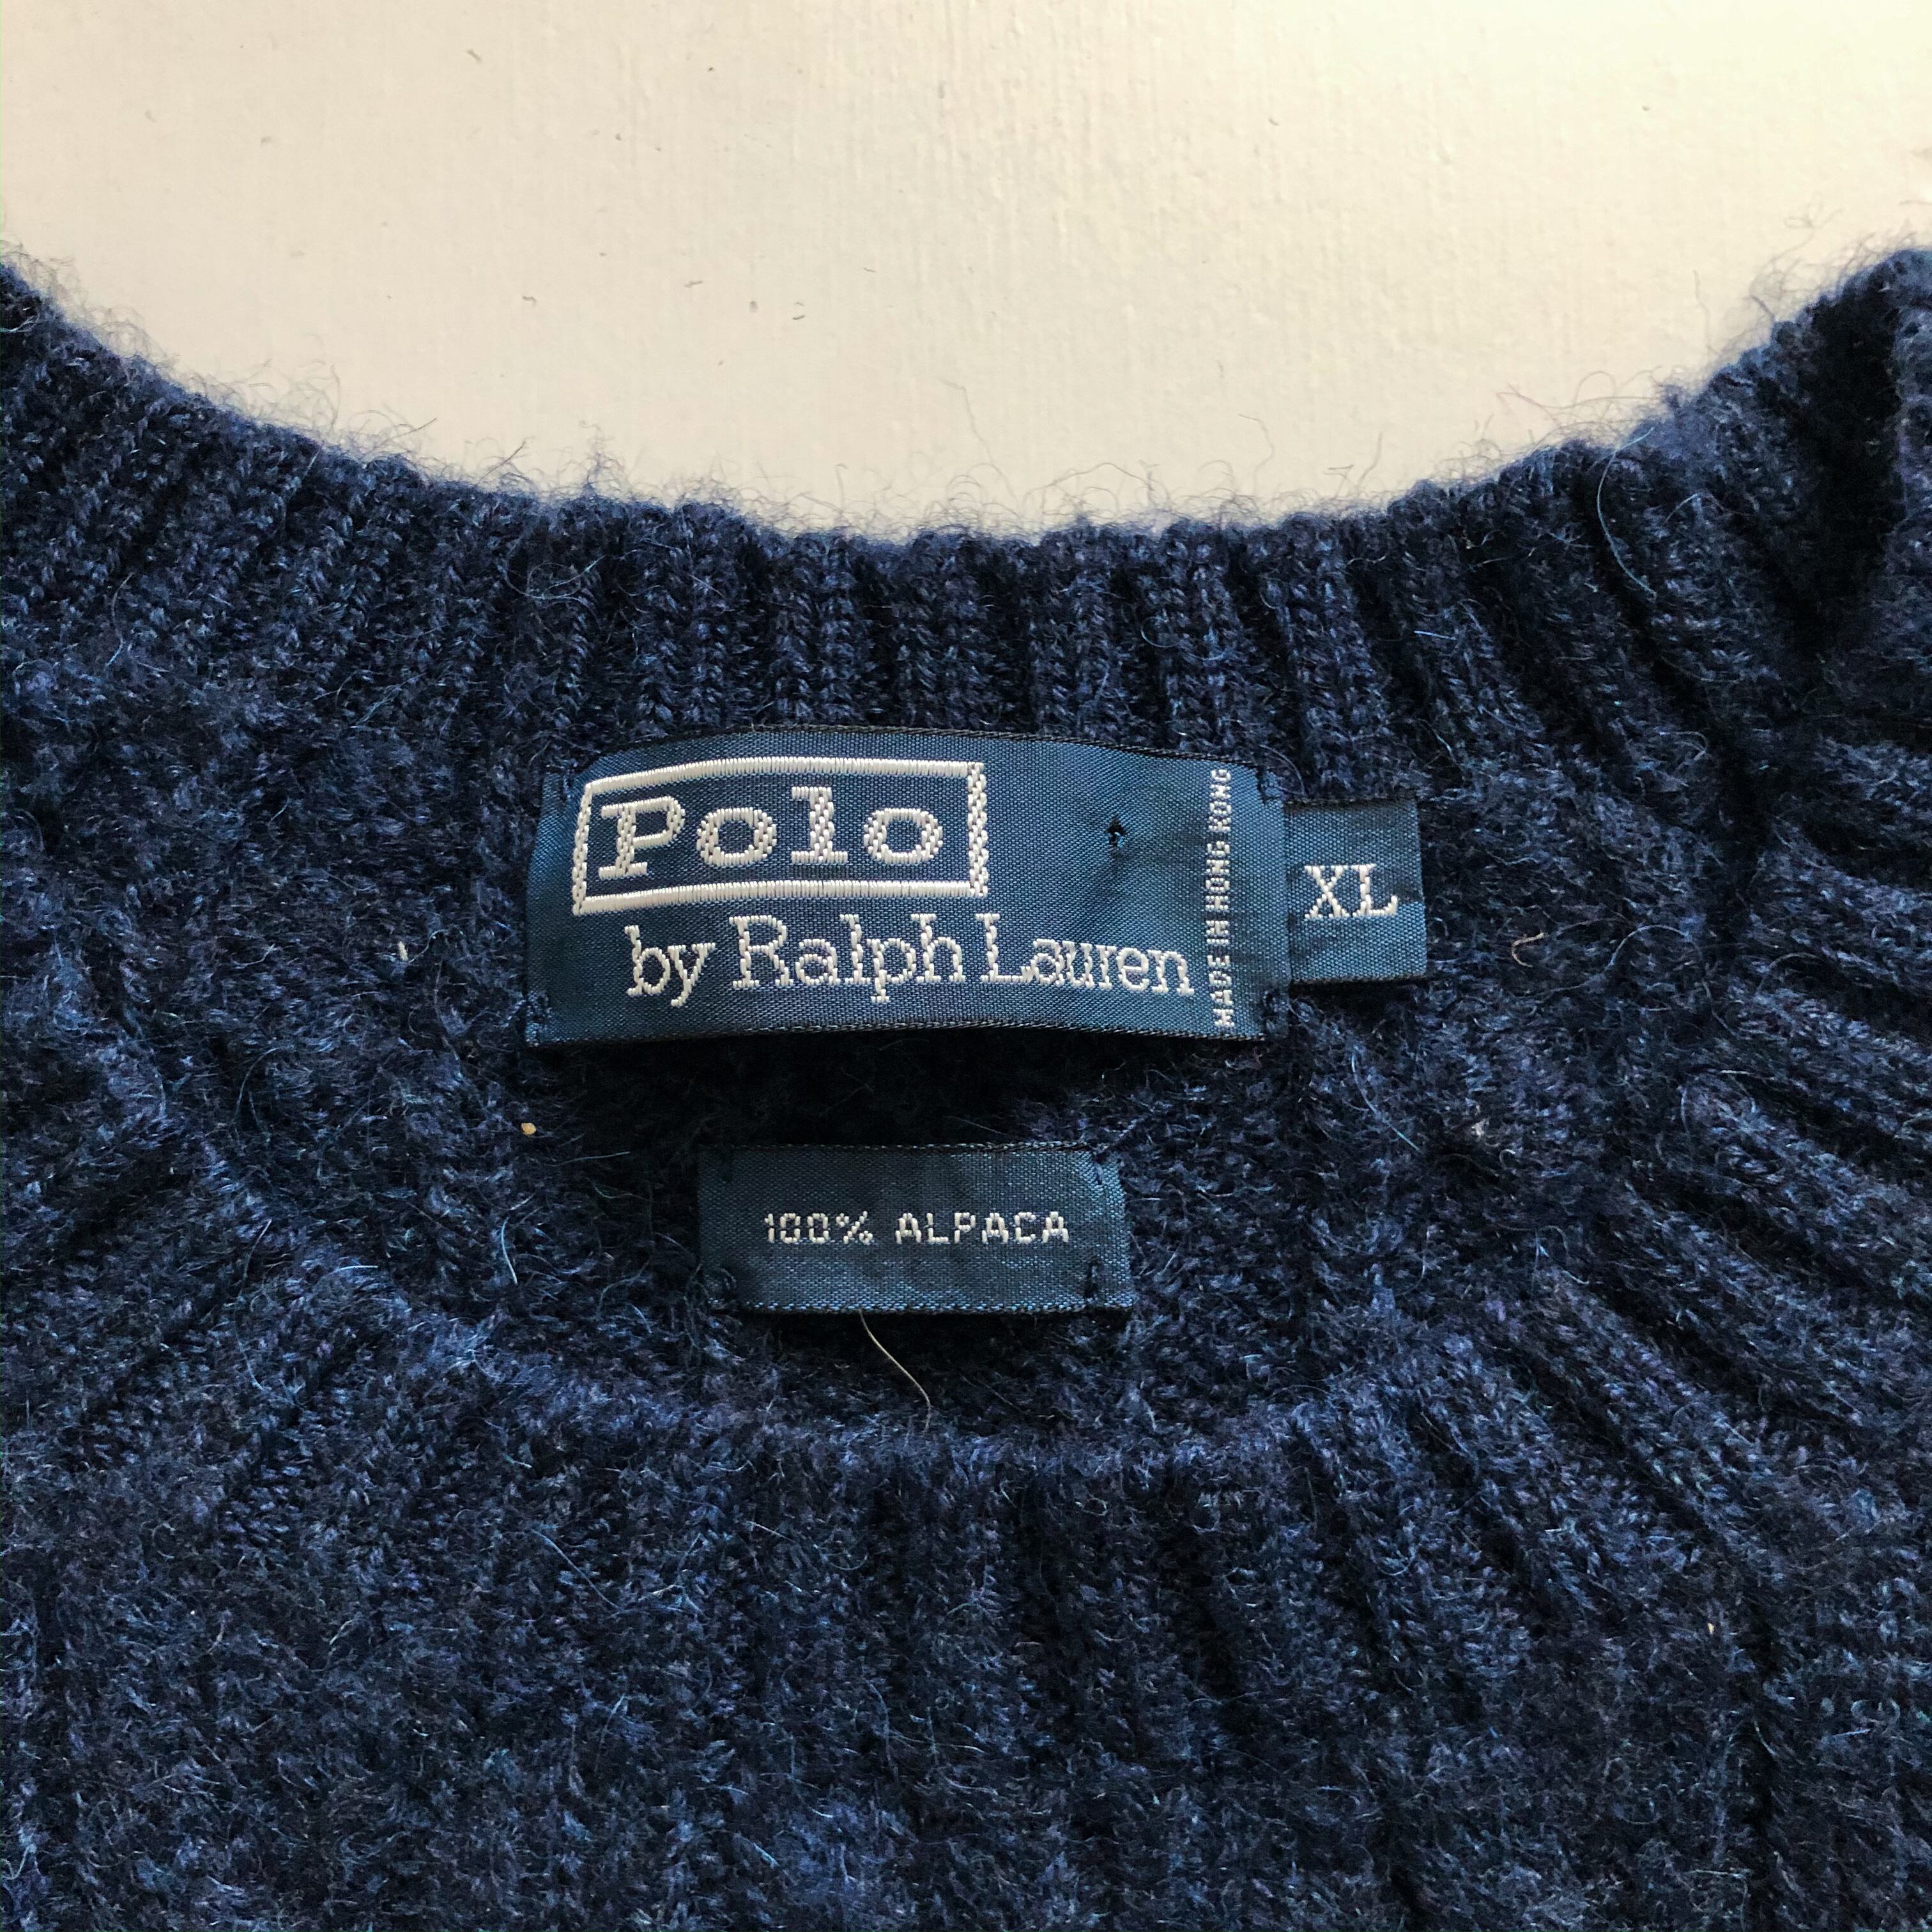 Polo
by Ralph Lauren
MADE IN HONG KONG
XL
100% ALPACA